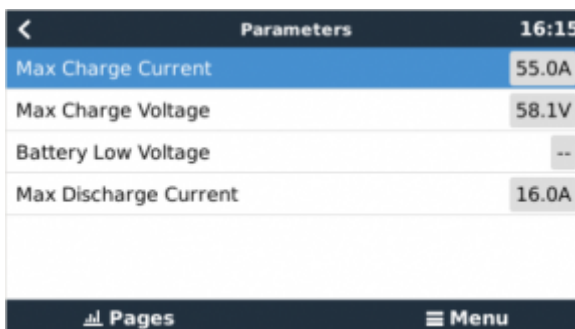 Parameters 16:15
Max Charge Current 55.0A
Max Charge Voltage 58.1V
Battery Low Voltage --
Max Discharge Current 16.0A
Pages Menu